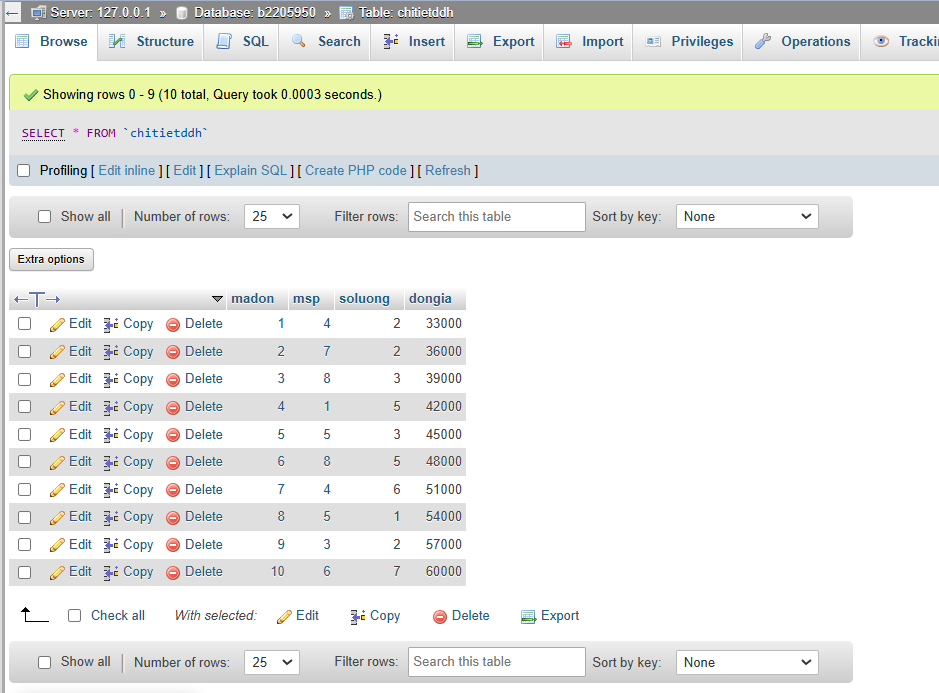 Server: 127.0.0.1 » Database: b2205950 » Table: chitietddh
Browse Structure SQL Search Insert Export Import Privileges Operations
Showing rows 0 - 9 (10 total, Query took 0.0003 seconds.)
SELECT * FROM `chitietddh`
Profiling [ Edit inline ] [ Edit ] [ Explain SQL ] [ Create PHP code ] [ Refresh ]
Show all | Number of rows: 25 Filter rows: Search this table Sort by key: None
Extra options
←T→ madon msp soluong dongia
Edit Copy Delete 1 4 2 33000
Edit Copy Delete 2 7 2 36000
Edit Copy Delete 3 8 3 39000
Edit Copy Delete 4 1 5 42000
Edit Copy Delete 5 5 3 45000
Edit Copy Delete 6 8 5 48000
Edit Copy Delete 7 4 6 51000
Edit Copy Delete 8 5 1 54000
Edit Copy Delete 9 3 2 57000
Edit Copy Delete 10 6 7 60000
Check all With selected: Edit Copy Delete Export
Show all | Number of rows: 25 Filter rows: Search this table Sort by key: None